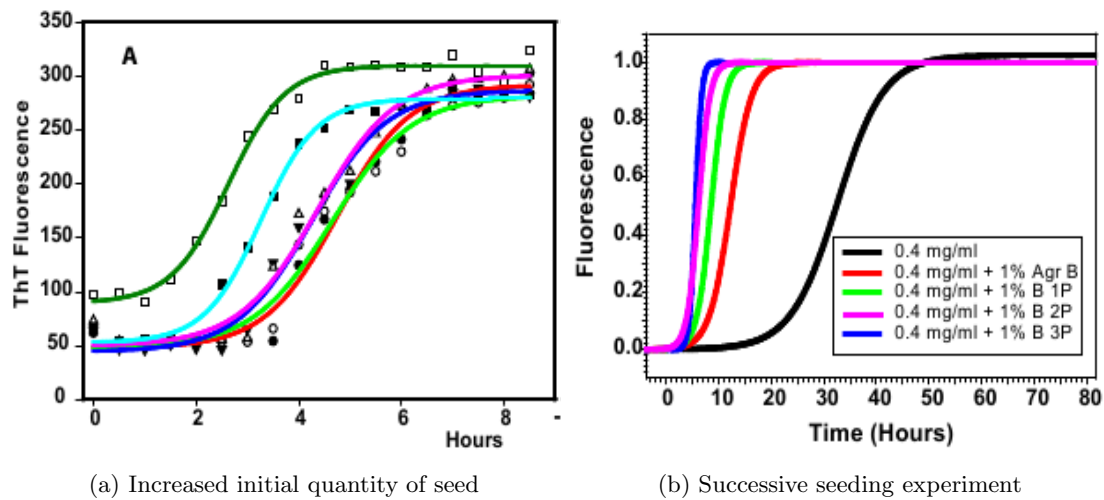 A
ThT Fluorescence
350
300
250
200
150
100
50
0
0 2 4 6 8 -
Hours
(a) Increased initial quantity of seed
Fluorescence
1.0
0.8
0.6
0.4
0.2
0.0
0.4 mg/ml
0.4 mg/ml + 1% Agr B
0.4 mg/ml + 1% B 1P
0.4 mg/ml + 1% B 2P
0.4 mg/ml + 1% B 3P
0 10 20 30 40 50 60 70 80
Time (Hours)
(b) Successive seeding experiment